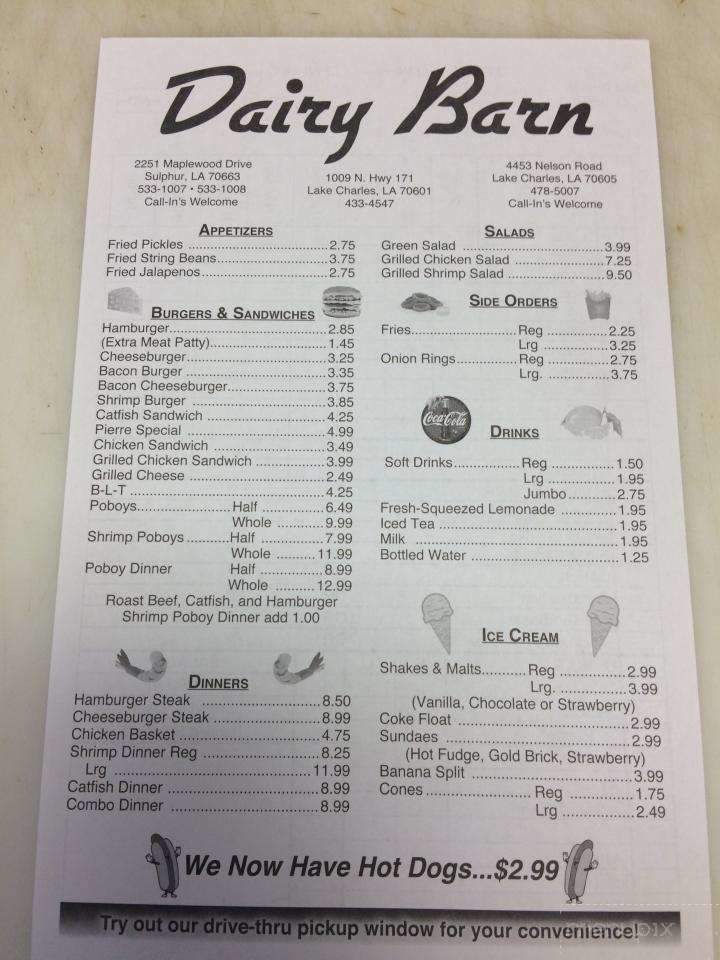 Dairy Barn
2251 Maplewood Drive
Sulphur, LA 70663
533-1007 • 533-1008
Call-In's Welcome
1009 N. Hwy 171
Lake Charles, LA 70601
433-4547
4453 Nelson Road
Lake Charles, LA 70605
478-5007
Call-In's Welcome
APPETIZERS
Fried Pickles ....................2.75
Fried String Beans....................3.75
Fried Jalapenos....................2.75
BURGERS & SANDWICHES
Hamburger....................2.85
(Extra Meat Patty)....................1.45
Cheeseburger....................3.25
Bacon Burger ....................3.35
Bacon Cheeseburger....................3.75
Shrimp Burger ....................3.85
Catfish Sandwich ....................4.25
Pierre Special ....................4.99
Chicken Sandwich ....................3.49
Grilled Chicken Sandwich ....................3.99
Grilled Cheese ....................2.49
B-L-T ....................4.25
Poboys....................Half ....................6.49
Whole ...........9.99
Shrimp Poboys ..........Half ....................7.99
Whole ...........11.99
Poboy Dinner Half ....................8.99
Whole ...........12.99
Roast Beef, Catfish, and Hamburger
Shrimp Poboy Dinner add 1.00
DINNERS
Hamburger Steak ....................8.50
Cheeseburger Steak ....................8.99
Chicken Basket ....................4.75
Shrimp Dinner Reg ....................8.25
Lrg ....................11.99
Catfish Dinner ....................8.99
Combo Dinner ....................8.99
SALADS
Green Salad ....................3.99
Grilled Chicken Salad ....................7.25
Grilled Shrimp Salad ....................9.50
SIDE ORDERS
Fries....................Reg ....................2.25
Lrg ....................3.25
Onion Rings..............Reg ....................2.75
Lrg. ....................3.75
Coca-Cola
DRINKS
Soft Drinks...............Reg ....................1.50
Lrg ....................1.95
Jumbo.............2.75
Fresh-Squeezed Lemonade ....................1.95
Iced Tea ....................1.95
Milk ....................1.95
Bottled Water ....................1.25
ICE CREAM
Shakes & Malts..........Reg ....................2.99
Lrg. ....................3.99
(Vanilla, Chocolate or Strawberry)
Coke Float ....................2.99
Sundaes ....................2.99
(Hot Fudge, Gold Brick, Strawberry)
Banana Split ....................3.99
Cones....................Reg ....................1.75
Lrg ....................2.49
We Now Have Hot Dogs...$2.99
Try out our drive-thru pickup window for your convenience!